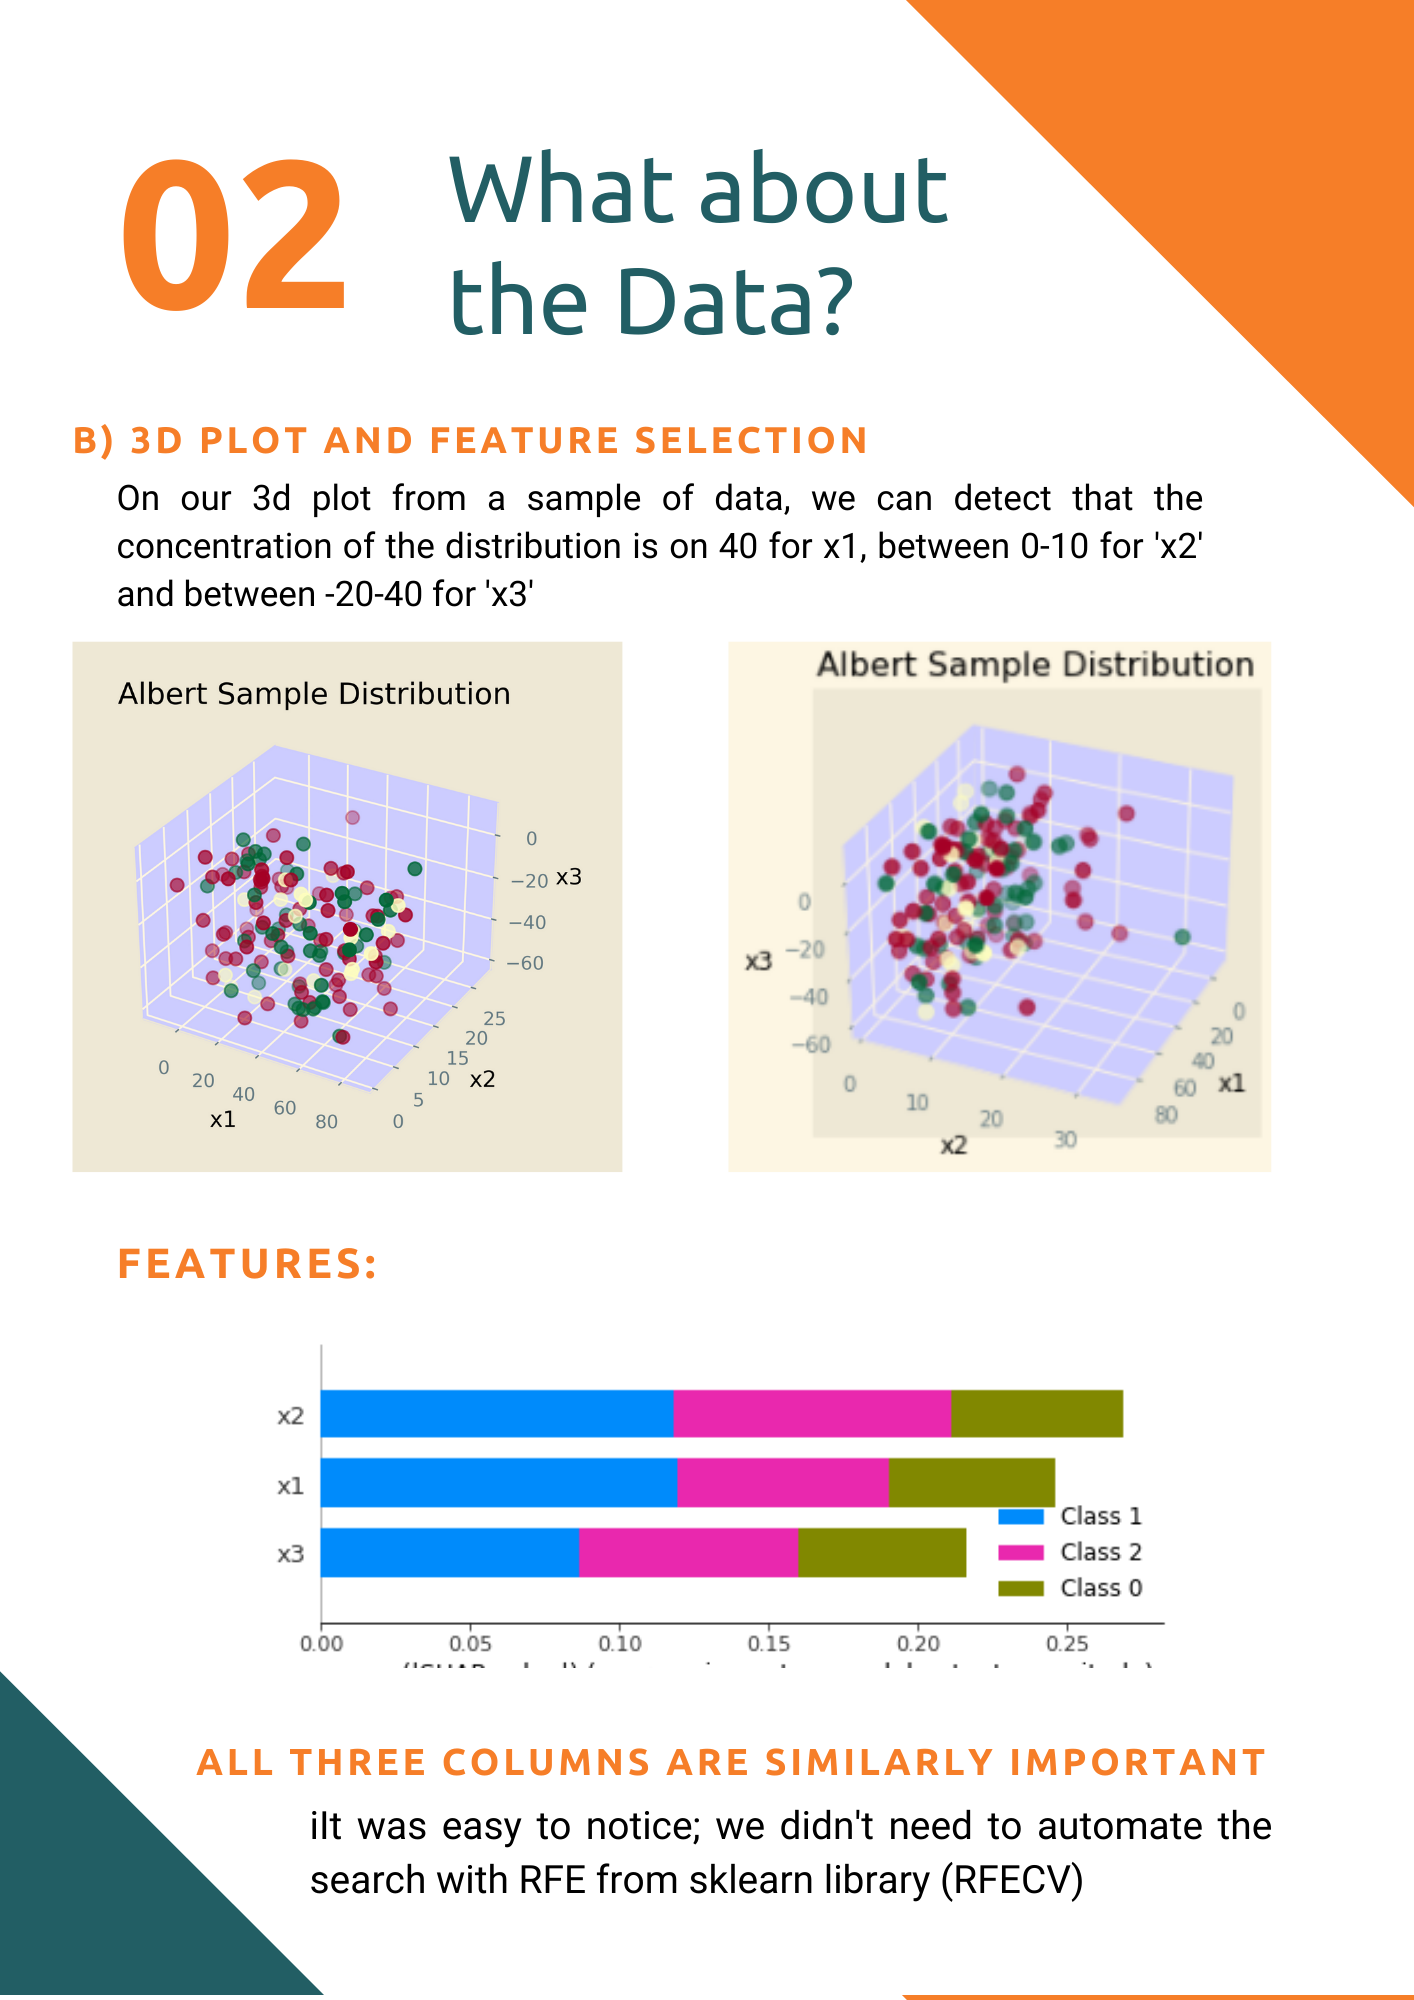 02
What about
the Data?
B) 3D PLOT AND FEATURE SELECTION
On our 3d plot from a sample of data, we can detect that the
concentration of the distribution is on 40 for x1, between 0-10 for 'x2'
and between -20-40 for 'x3'
Albert Sample Distribution
0
−20 x3
−40
−60
25
20
15
10 x2
5
0
0
20
40
60
80
x1
Albert Sample Distribution
0
x3 −20
−40
−60
0
10
20
30
x2
0
20
40
60 x1
80
FEATURES:
x2
x1
x3
Class 1
Class 2
Class 0
0.00 0.05 0.10 0.15 0.20 0.25
ALL THREE COLUMNS ARE SIMILARLY IMPORTANT
iIt was easy to notice; we didn't need to automate the
search with RFE from sklearn library (RFECV)